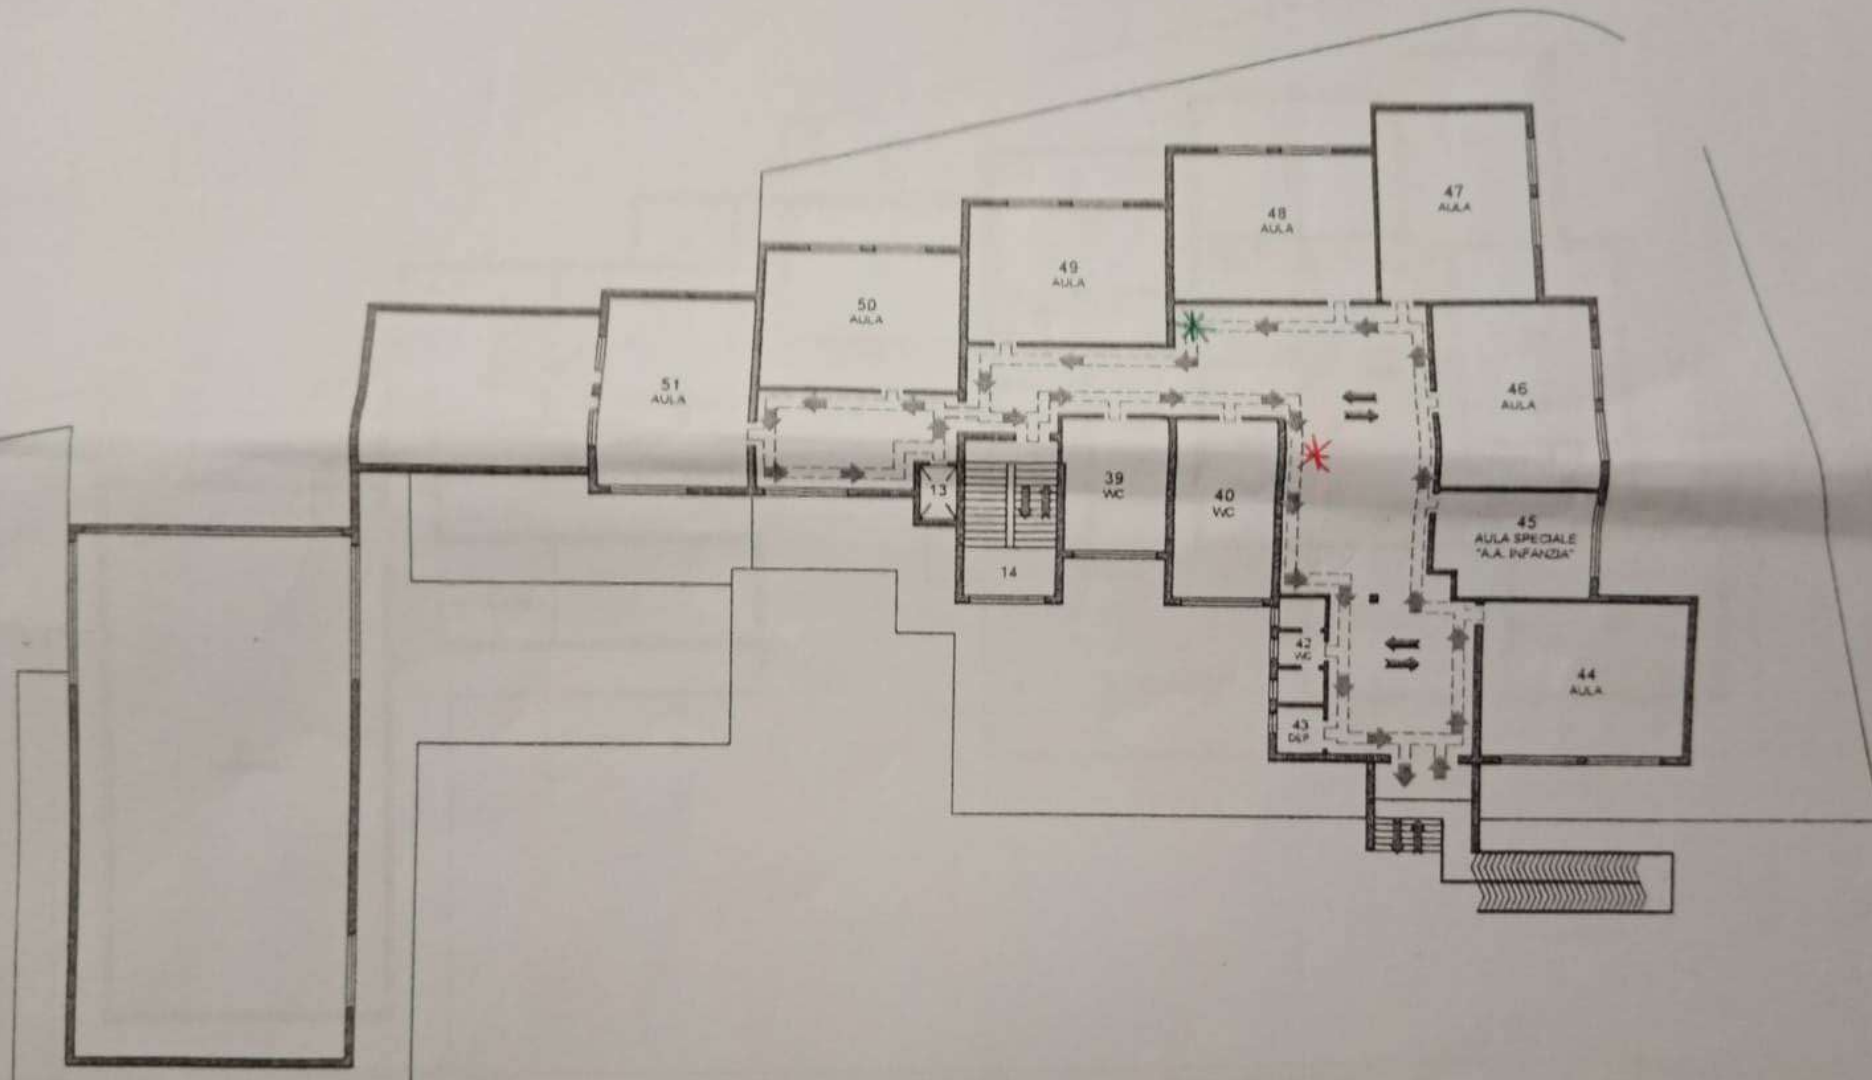 47
AULA
48
AULA
49
AULA
50
AULA
51
AULA
46
AULA
45
AULA SPECIALE
"A.A. INFANZIA"
39
WC
40
WC
13
14
42
WC
43
DEP
44
AULA